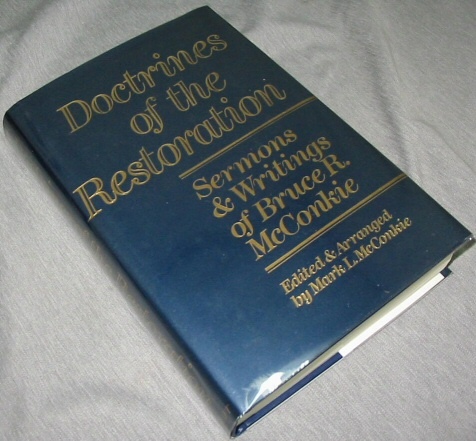 Doctrines
of the
Restoration
Sermons
& Writings
of Bruce R.
McConkie
Edited & Arranged
by Mark L. McConkie